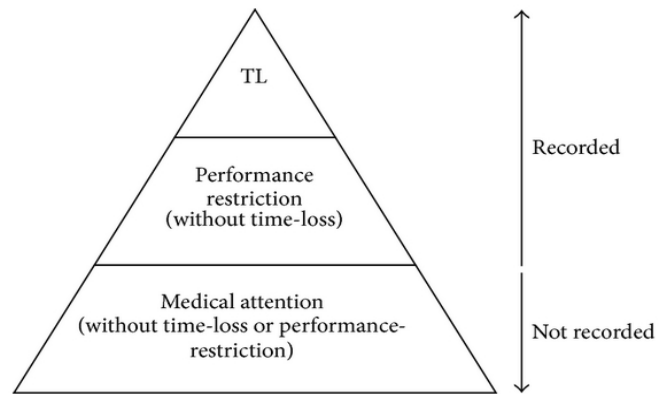 TL
Performance
restriction
(without time-loss)
Medical attention
(without time-loss or performance-
restriction)
Recorded
Not recorded